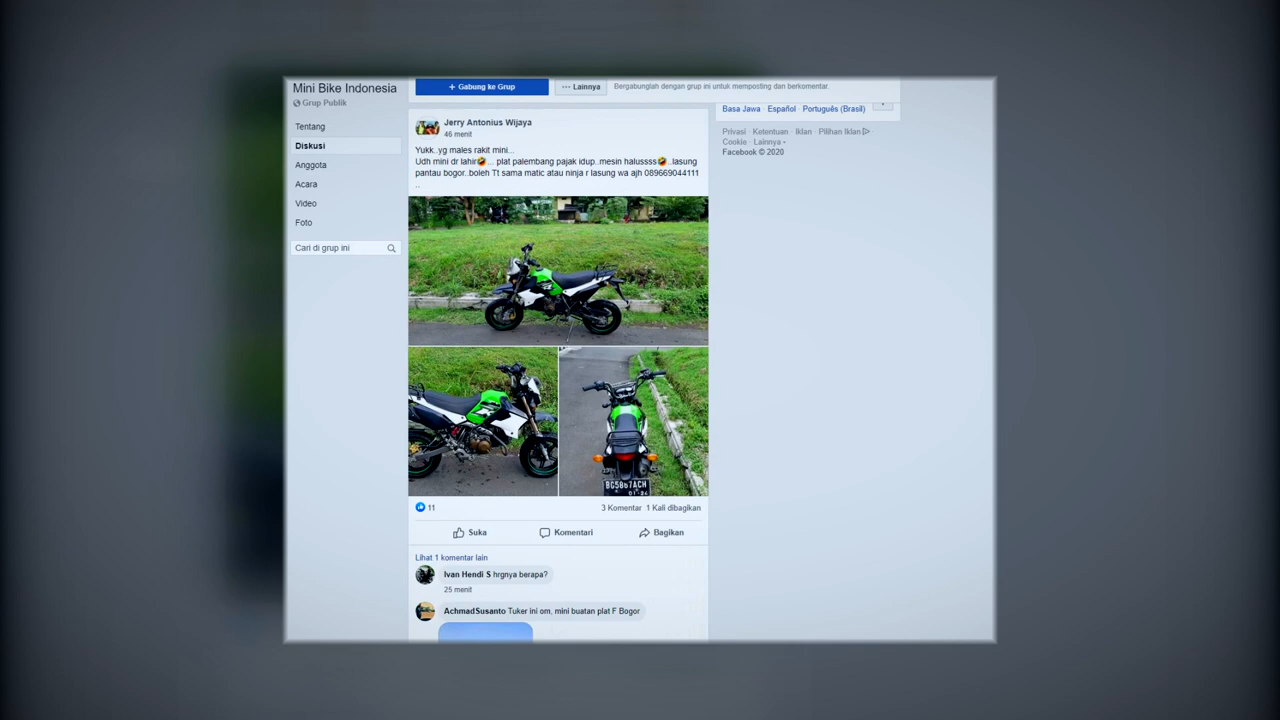 Mini Bike Indonesia
Grup Publik
Tentang
Diskusi
Anggota
Acara
Video
Foto
Cari di grup ini
+ Gabung ke Grup
··· Lainnya
Bergabunglah dengan grup ini untuk memposting dan berkomentar.
Jerry Antonius Wijaya
46 menit
Yukk..yg males rakit mini...
Udh mini dr lahir🤣... plat palembang pajak idup..mesin halussss🤣..lasung
pantau bogor..boleh Tt sama matic atau ninja r lasung wa ajh 089669044111
..
BG5867ACH
01·24
11
3 Komentar 1 Kali dibagikan
Suka
Komentari
Bagikan
Lihat 1 komentar lain
Ivan Hendi S hrgnya berapa?
25 menit
AchmadSusanto Tuker ini om, mini buatan plat F Bogor
Basa Jawa · Español · Português (Brasil)
Privasi · Ketentuan · Iklan · Pilihan Iklan ·
Cookie · Lainnya
Facebook © 2020